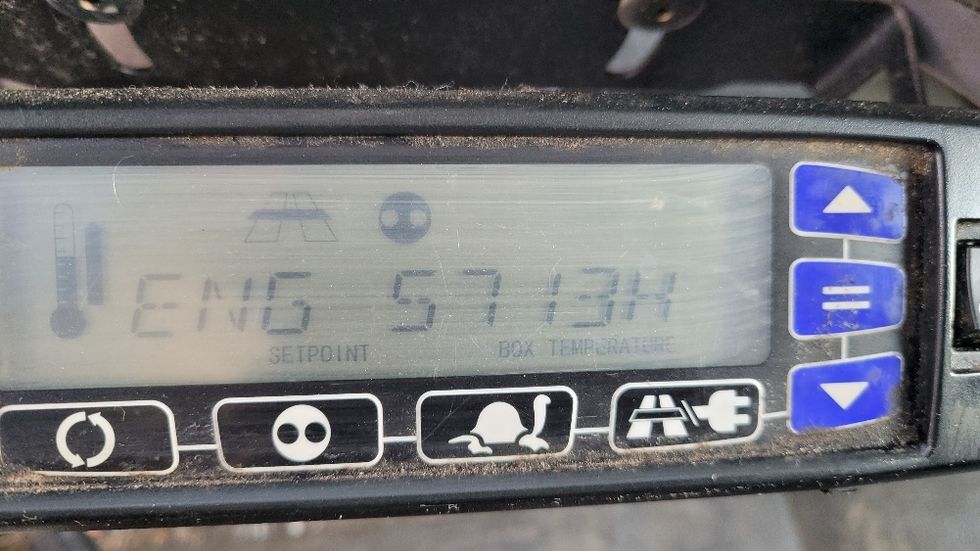 ENG 5713H
SETPOINT BOX TEMPERATURE